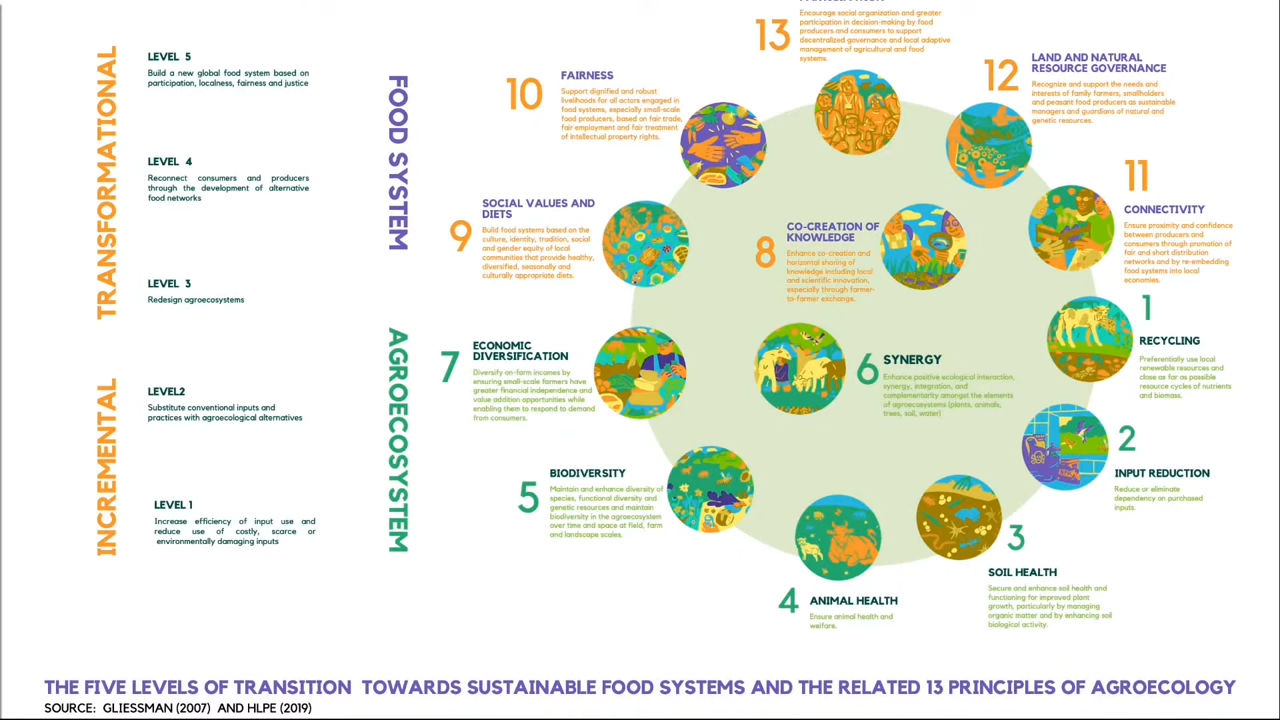 TRANSFORMATIONAL
INCREMENTAL
LEVEL 5
Build a new global food system based on
participation, localness, fairness and justice
LEVEL 4
Reconnect consumers and producers
through the development of alternative
food networks
LEVEL 3
Redesign agroecosystems
LEVEL2
Substitute conventional inputs and
practices with agroecological alternatives
LEVEL 1
Increase efficiency of input use and
reduce use of costly, scarce or
environmentally damaging inputs
FOOD SYSTEM
AGROECOSYSTEM
13
Encourage social organization and greater
participation in decision-making by food
producers and consumers to support
decentralized governance and local adaptive
management of agricultural and food
systems.
12
LAND AND NATURAL
RESOURCE GOVERNANCE
Recognize and support the needs and
interests of family farmers, smallholders
and peasant food producers as sustainable
managers and guardians of natural and
genetic resources.
11
CONNECTIVITY
Ensure proximity and confidence
between producers and
consumers through promotion of
fair and short distribution
networks and by re-embedding
food systems into local
economies.
10
FAIRNESS
Support dignified and robust
livelihoods for all actors engaged in
food systems, especially small-scale
food producers, based on fair trade,
fair employment and fair treatment
of intellectual property rights.
9
SOCIAL VALUES AND
DIETS
Build food systems based on the
culture, identity, tradition, social
and gender equity of local
communities that provide healthy,
diversified, seasonally and
culturally appropriate diets.
8
CO-CREATION OF
KNOWLEDGE
Enhance co-creation and
horizontal sharing of
knowledge including local
and scientific innovation,
especially through farmer-
to-farmer exchange.
7
ECONOMIC
DIVERSIFICATION
Diversify on-farm incomes by
ensuring small-scale farmers have
greater financial independence and
value addition opportunities while
enabling them to respond to demand
from consumers.
6
SYNERGY
Enhance positive ecological interaction,
synergy, integration, and
complementarity amongst the elements
of agroecosystems (plants, animals,
trees, soil, water)
1
RECYCLING
Preferentially use local
renewable resources and
close as far as possible
resource cycles of nutrients
and biomass.
2
INPUT REDUCTION
Reduce or eliminate
dependency on purchased
inputs.
5
BIODIVERSITY
Maintain and enhance diversity of
species, functional diversity and
genetic resources and maintain
biodiversity in the agroecosystem
over time and space at field, farm
and landscape scales.
3
SOIL HEALTH
Secure and enhance soil health and
functioning for improved plant
growth, particularly by managing
organic matter and by enhancing soil
biological activity.
4
ANIMAL HEALTH
Ensure animal health and
welfare.
THE FIVE LEVELS OF TRANSITION TOWARDS SUSTAINABLE FOOD SYSTEMS AND THE RELATED 13 PRINCIPLES OF AGROECOLOGY
SOURCE: GLIESSMAN (2007) AND HLPE (2019)